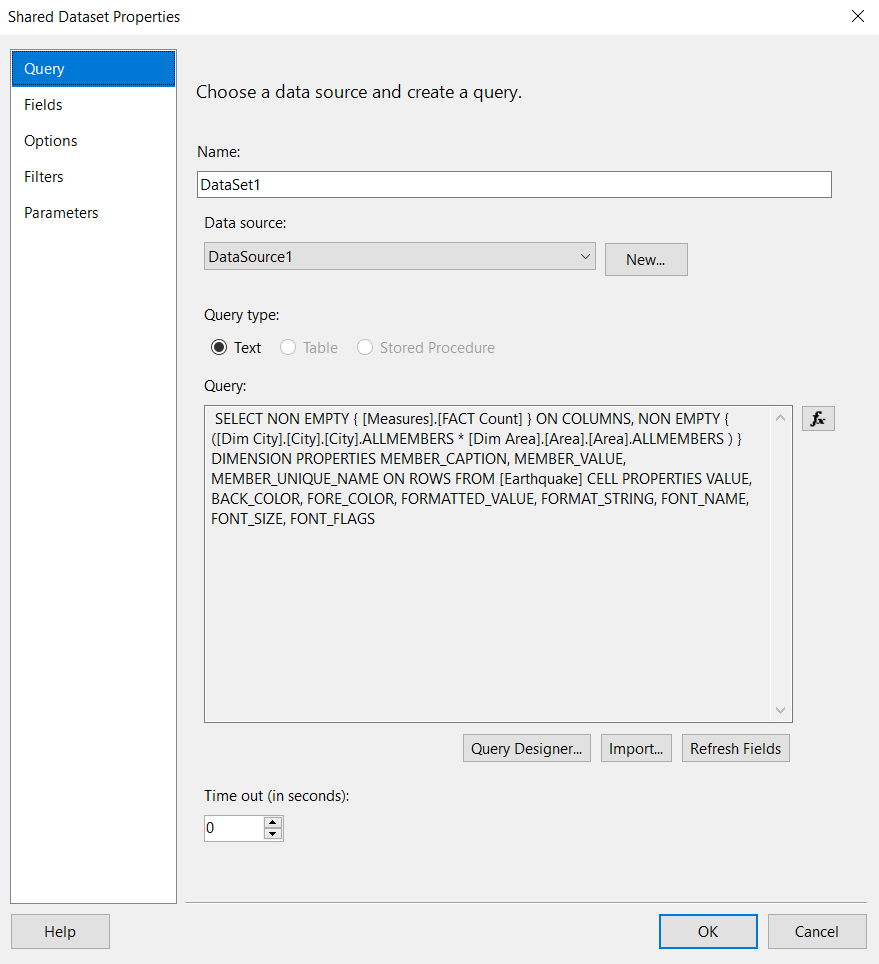 Shared Dataset Properties
Query
Fields
Options
Filters
Parameters
Choose a data source and create a query.
Name:
DataSet1
Data source:
DataSource1
New...
Query type:
Text
Table
Stored Procedure
Query:
SELECT NON EMPTY { [Measures].[FACT Count] } ON COLUMNS, NON EMPTY {
([Dim City].[City].[City].ALLMEMBERS * [Dim Area].[Area].[Area].ALLMEMBERS ) }
DIMENSION PROPERTIES MEMBER_CAPTION, MEMBER_VALUE,
MEMBER_UNIQUE_NAME ON ROWS FROM [Earthquake] CELL PROPERTIES VALUE,
BACK_COLOR, FORE_COLOR, FORMATTED_VALUE, FORMAT_STRING, FONT_NAME,
FONT_SIZE, FONT_FLAGS
fx
Query Designer...
Import...
Refresh Fields
Time out (in seconds):
0
Help
OK
Cancel